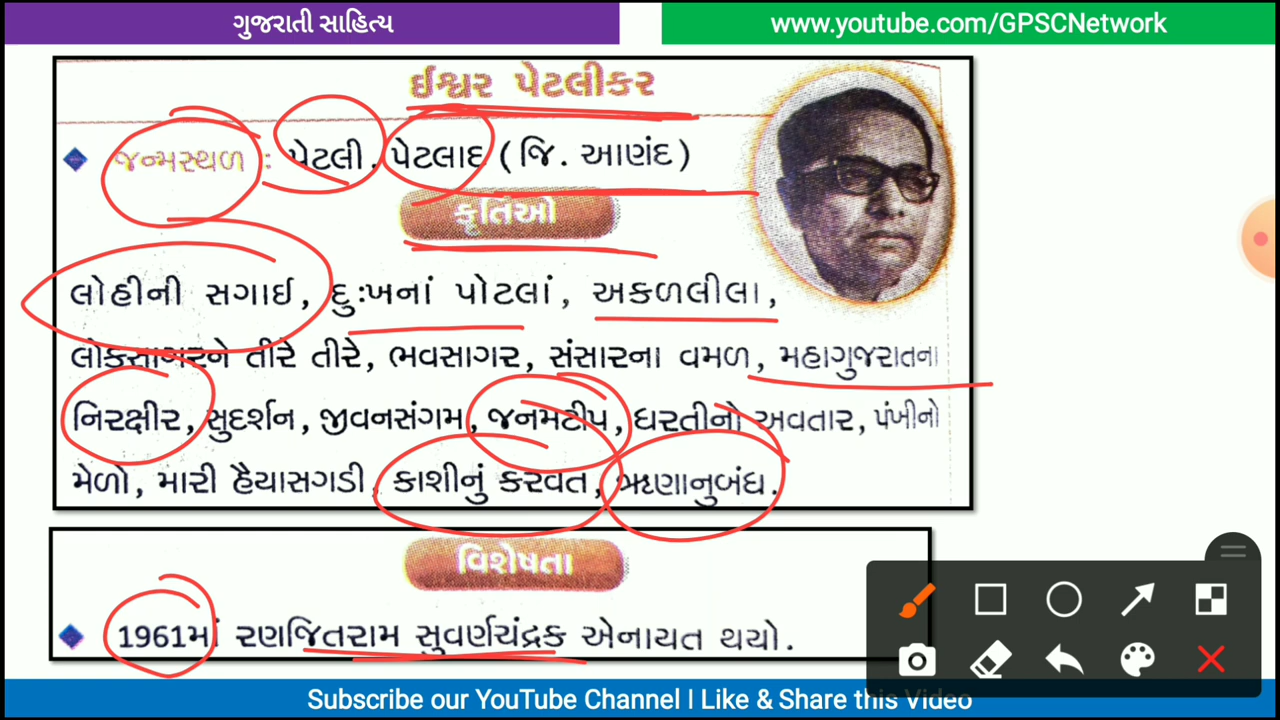 ગુજરાતી સાહિત્ય
www.youtube.com/GPSCNetwork
ઈશ્વર પેટલીકર
જન્મસ્થળ : પેટલી. પેટલાદ (જિ. આણંદ)
કૃતિઓ
લોહીની સગાઈ, દુઃખનાં પોટલાં, અકળલીલા,
લોકસાગરને તીરે તીરે, ભવસાગર, સંસારના વમળ, મહાગુજરાતના
નિરક્ષીર, સુદર્શન, જીવનસંગમ, જનમટીપ, ધરતીનો અવતાર, પંખીનો
મેળો, મારી હૈયાસગડી, કાશીનું કરવત, ઋણાનુબંધ.
વિશેષતા
1961માં રણજિતરામ સુવર્ણચંદ્રક એનાયત થયો.
Subscribe our YouTube Channel l Like & Share this Video